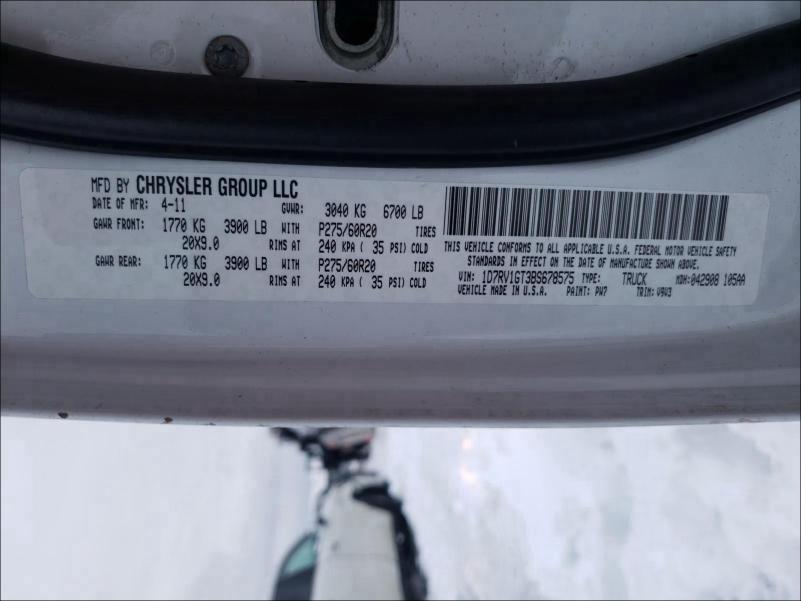 MFD BY CHRYSLER GROUP LLC
DATE OF MFR: 4-11 GVWR: 3040 KG 6700 LB
GAWR FRONT: 1770 KG 3900 LB WITH P275/60R20 TIRES
20X9.0 RIMS AT 240 KPA ( 35 PSI) COLD
GAWR REAR: 1770 KG 3900 LB WITH P275/60R20 TIRES
20X9.0 RIMS AT 240 KPA ( 35 PSI) COLD
THIS VEHICLE CONFORMS TO ALL APPLICABLE U.S.A. FEDERAL MOTOR VEHICLE SAFETY
STANDARDS IN EFFECT ON THE DATE OF MANUFACTURE SHOWN ABOVE.
VIN: 1D7RV1GT3BS678575 TYPE: TRUCK MDH: 042908 105AA
VEHICLE MADE IN U.S.A. PAINT: PW7 TRIM: V9V3